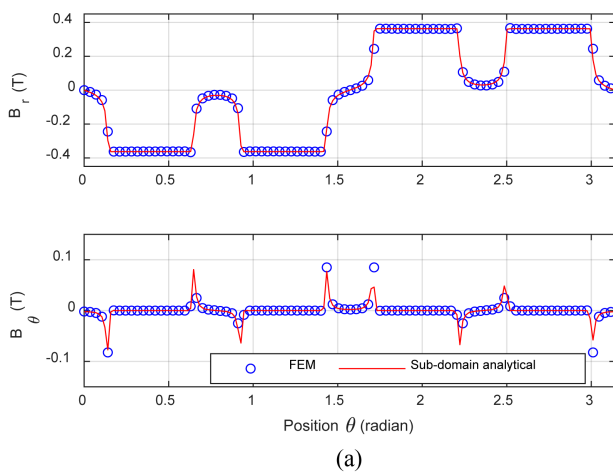 0.4
0.2
0
-0.2
-0.4
B r (T)
0 0.5 1 1.5 2 2.5 3
0.1
0
-0.1
B θ (T)
FEM Sub-domain analytical
0 0.5 1 1.5 2 2.5 3
Position θ (radian)
(a)